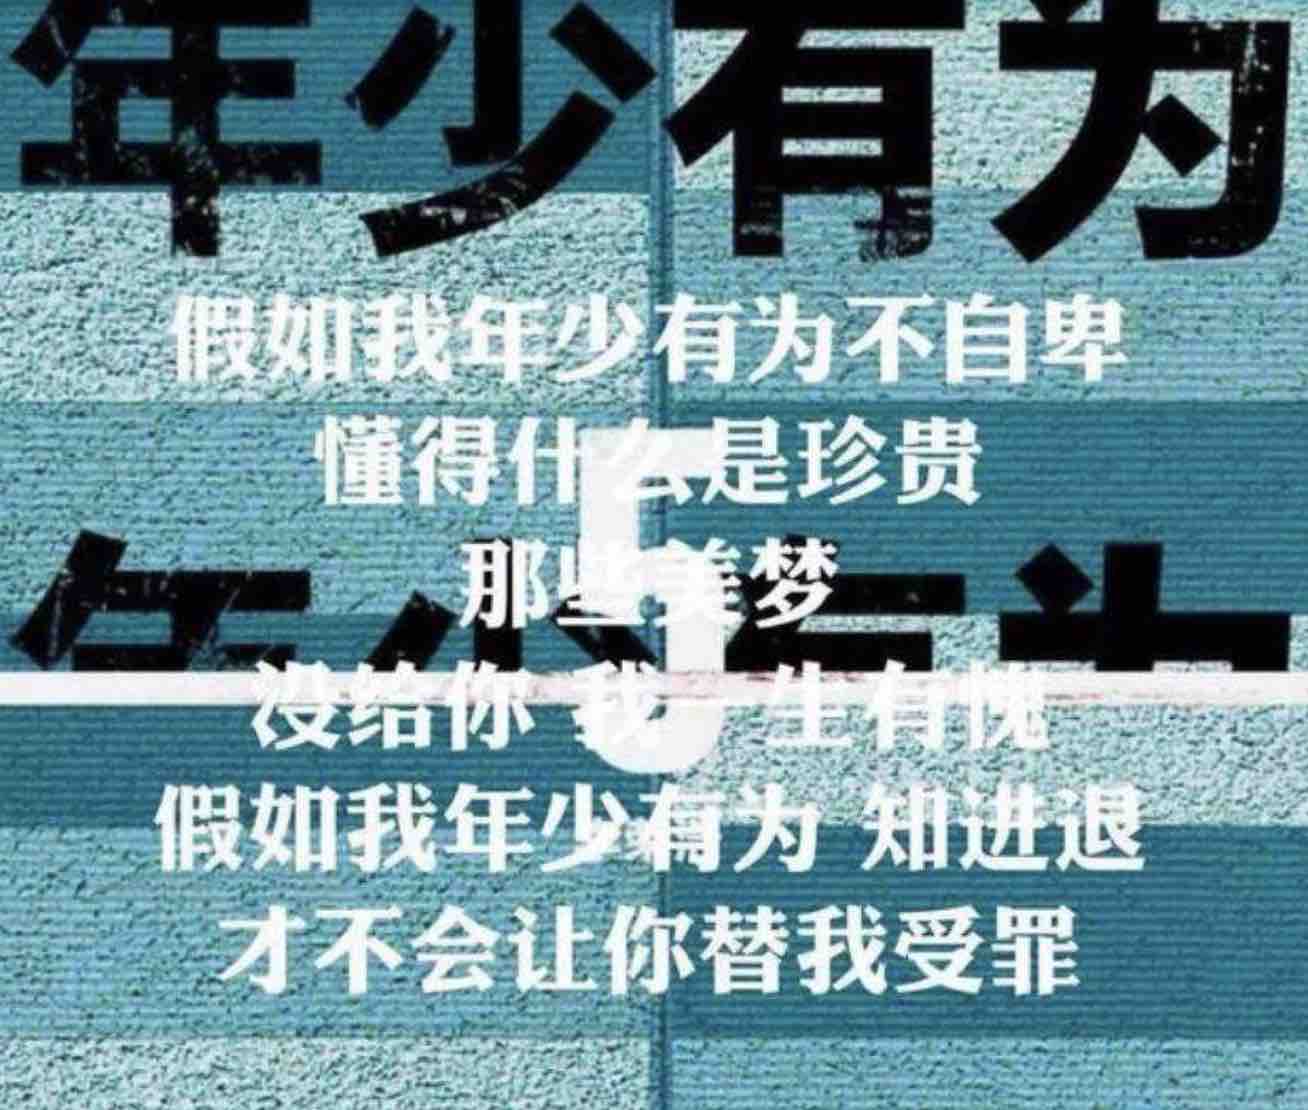 年少有为
假如我年少有为不自卑
懂得什么是珍贵
年少有为
那些美梦
没给你 我一生有愧
假如我年少有为 知进退
才不会让你替我受罪